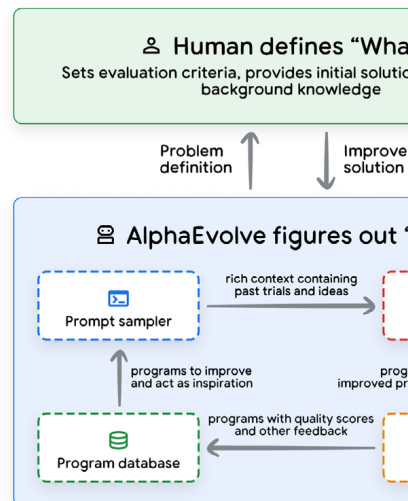 Human defines “Wha
Sets evaluation criteria, provides initial solutio
background knowledge
Problem
definition
Improve
solution
AlphaEvolve figures out “
rich context containing
past trials and ideas
Prompt sampler
programs to improve
and act as inspiration
prog
improved pr
programs with quality scores
and other feedback
Program database